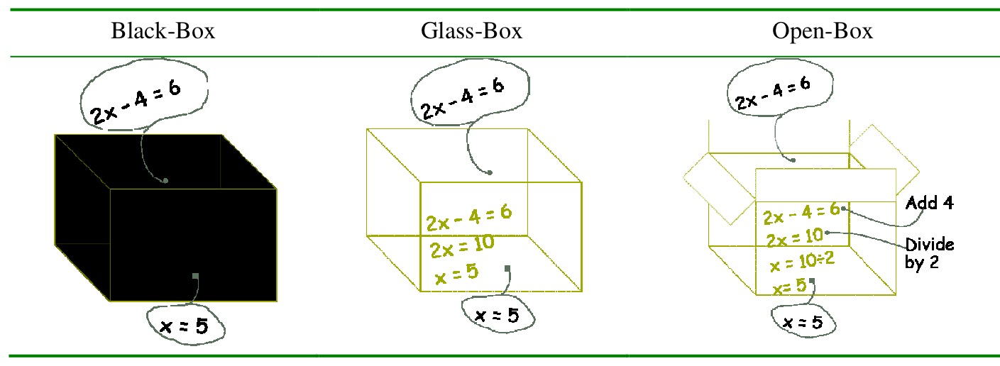 Black-Box
Glass-Box
Open-Box
2x - 4 = 6
x = 5
2x - 4 = 6
2x - 4 = 6
2x = 10
x = 5
x = 5
2x - 4 = 6
2x - 4 = 6
Add 4
2x = 10
Divide
by 2
x = 10÷2
x= 5
x = 5